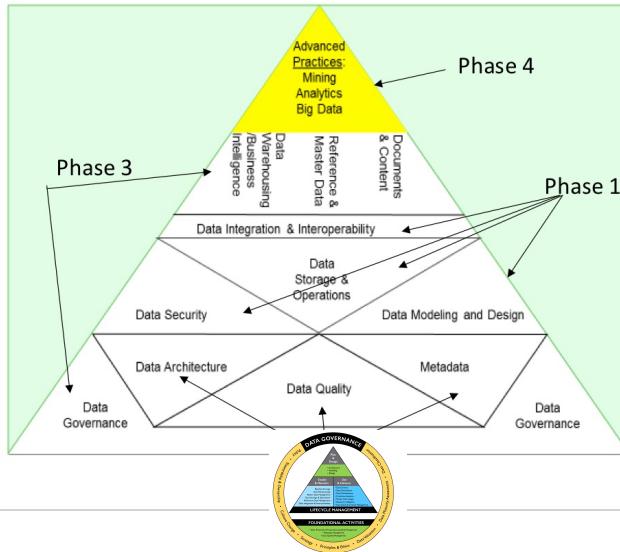 Advanced
Practices:
Mining
Analytics
Big Data
Phase 4
Phase 3
Data
Warehousing
/Business
Intelligence
Reference &
Master Data
Documents
& Content
Phase 1
Data Integration & Interoperability
Data
Storage &
Operations
Data Security
Data Modeling and Design
Data Architecture
Metadata
Data Quality
Data
Governance
Data
Governance
DATA GOVERNANCE
LIFECYCLE MANAGEMENT
FOUNDATIONAL ACTIVITIES